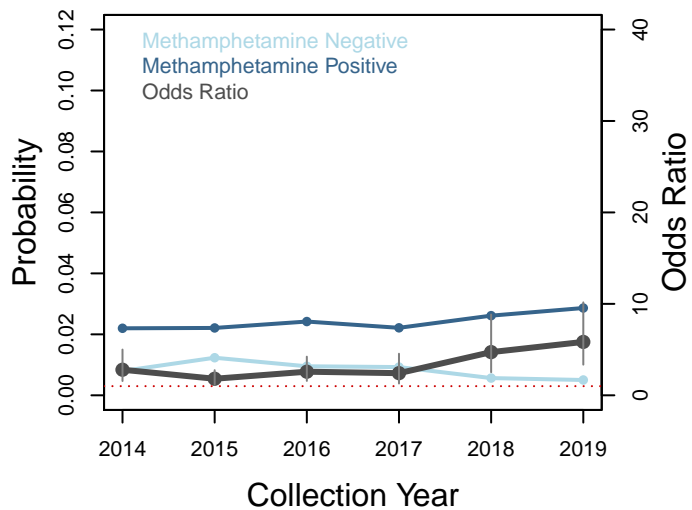 Methamphetamine Negative
Methamphetamine Positive
Odds Ratio
Probability
0.12
0.10
0.08
0.06
0.04
0.02
0.00
40
30
20
10
0
Odds Ratio
2014 2015 2016 2017 2018 2019
Collection Year